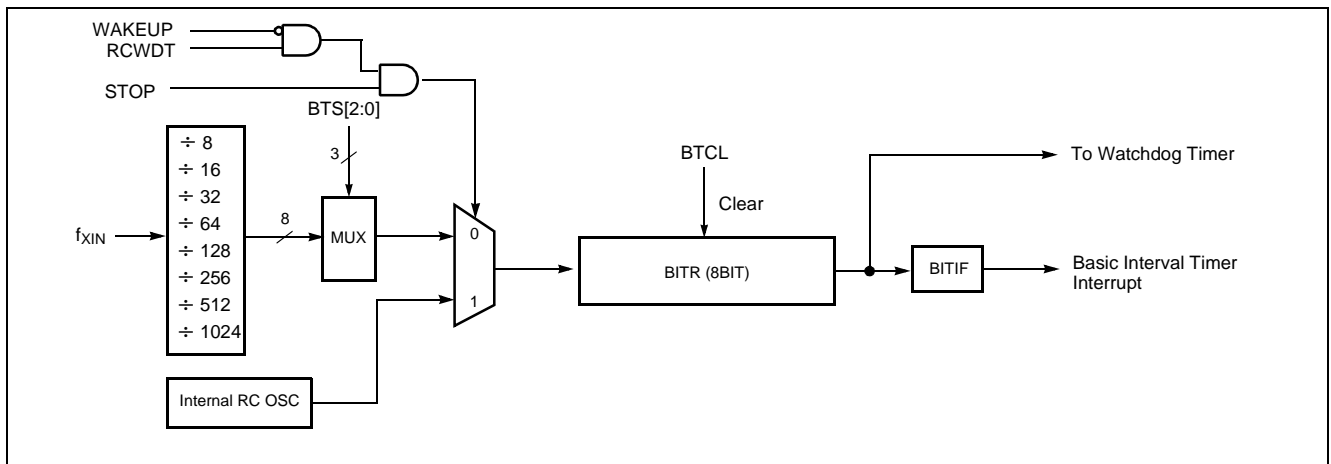 WAKEUP
RCWDT
STOP
BTS[2:0]
3
÷ 8
÷ 16
÷ 32
÷ 64
÷ 128
÷ 256
÷ 512
÷ 1024
fXIN
8
MUX
0
1
Internal RC OSC
BTCL
Clear
BITR (8BIT)
To Watchdog Timer
BITIF
Basic Interval Timer
Interrupt